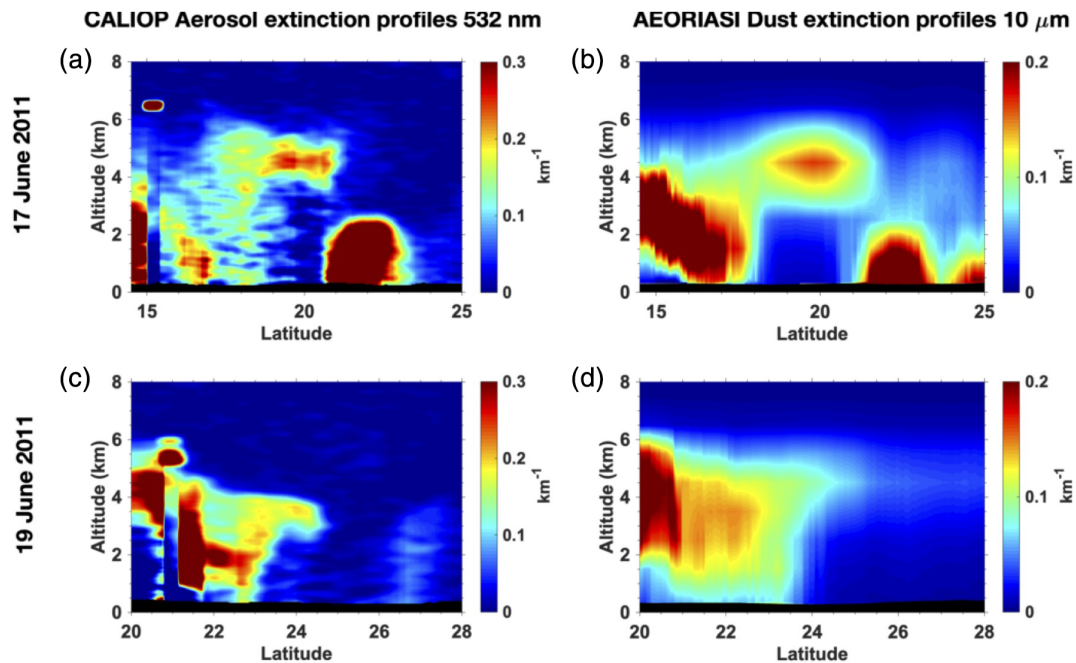 CALIOP Aerosol extinction profiles 532 nm
AEORIASI Dust extinction profiles 10 μm
17 June 2011
(a)
8
6
4
2
0
Altitude (km)
15
20
25
Latitude
0.3
0.2
0.1
0
km-1
(b)
8
6
4
2
0
Altitude (km)
15
20
25
Latitude
0.2
0.1
0
km-1
19 June 2011
(c)
8
6
4
2
0
Altitude (km)
20
22
24
26
28
Latitude
0.3
0.2
0.1
0
km-1
(d)
8
6
4
2
0
Altitude (km)
20
21
22
23
24
25
26
27
28
Latitude
0.2
0.1
0
km-1